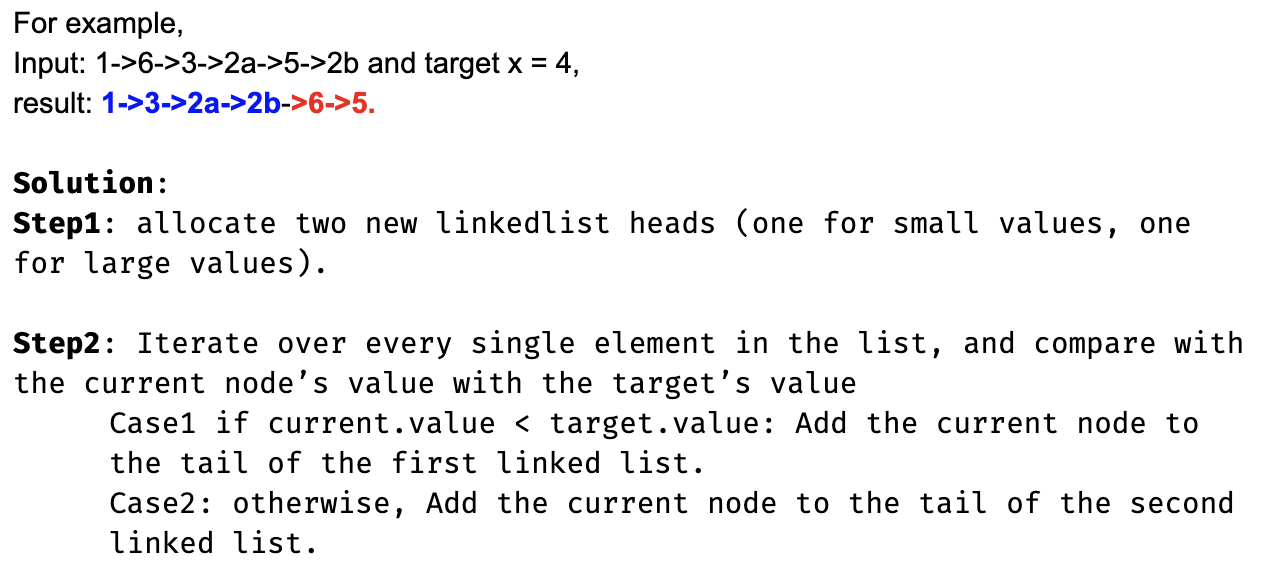 For example,
Input: 1->6->3->2a->5->2b and target x = 4,
result: 1->3->2a->2b->6->5.
Solution:
Step1: allocate two new linkedlist heads (one for small values, one
for large values).
Step2: Iterate over every single element in the list, and compare with
the current node’s value with the target’s value
Case1 if current.value < target.value: Add the current node to
the tail of the first linked list.
Case2: otherwise, Add the current node to the tail of the second
linked list.